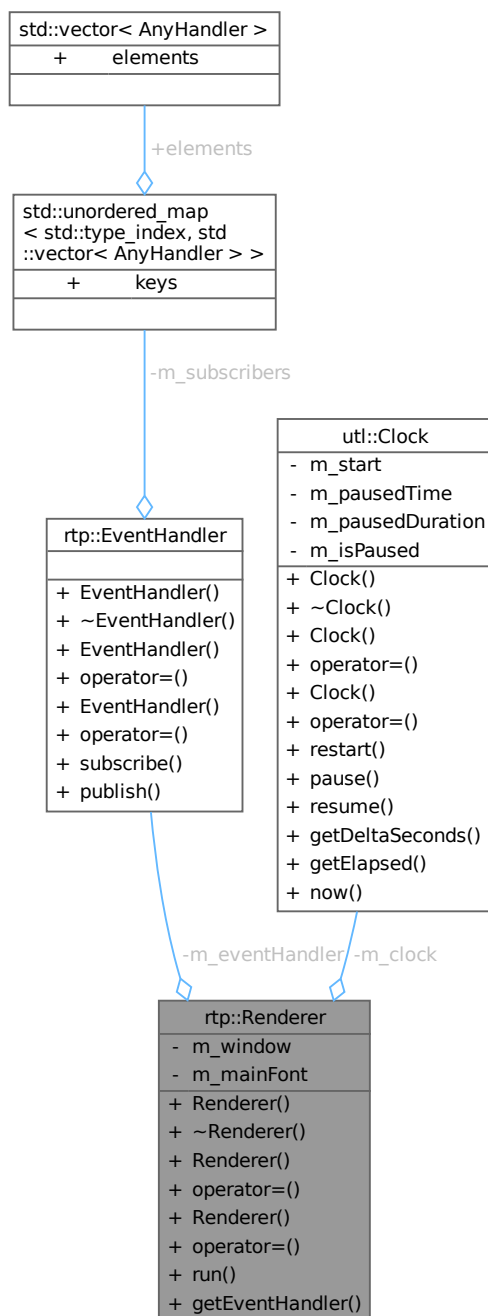 std::vector< AnyHandler >
+ elements
+elements
std::unordered_map
< std::type_index, std
::vector< AnyHandler > >
+ keys
-m_subscribers
rtp::EventHandler
+ EventHandler()
+ ~EventHandler()
+ EventHandler()
+ operator=()
+ EventHandler()
+ operator=()
+ subscribe()
+ publish()
utl::Clock
- m_start
- m_pausedTime
- m_pausedDuration
- m_isPaused
+ Clock()
+ ~Clock()
+ Clock()
+ operator=()
+ Clock()
+ operator=()
+ restart()
+ pause()
+ resume()
+ getDeltaSeconds()
+ getElapsed()
+ now()
-m_eventHandler
-m_clock
rtp::Renderer
- m_window
- m_mainFont
+ Renderer()
+ ~Renderer()
+ Renderer()
+ operator=()
+ Renderer()
+ operator=()
+ run()
+ getEventHandler()